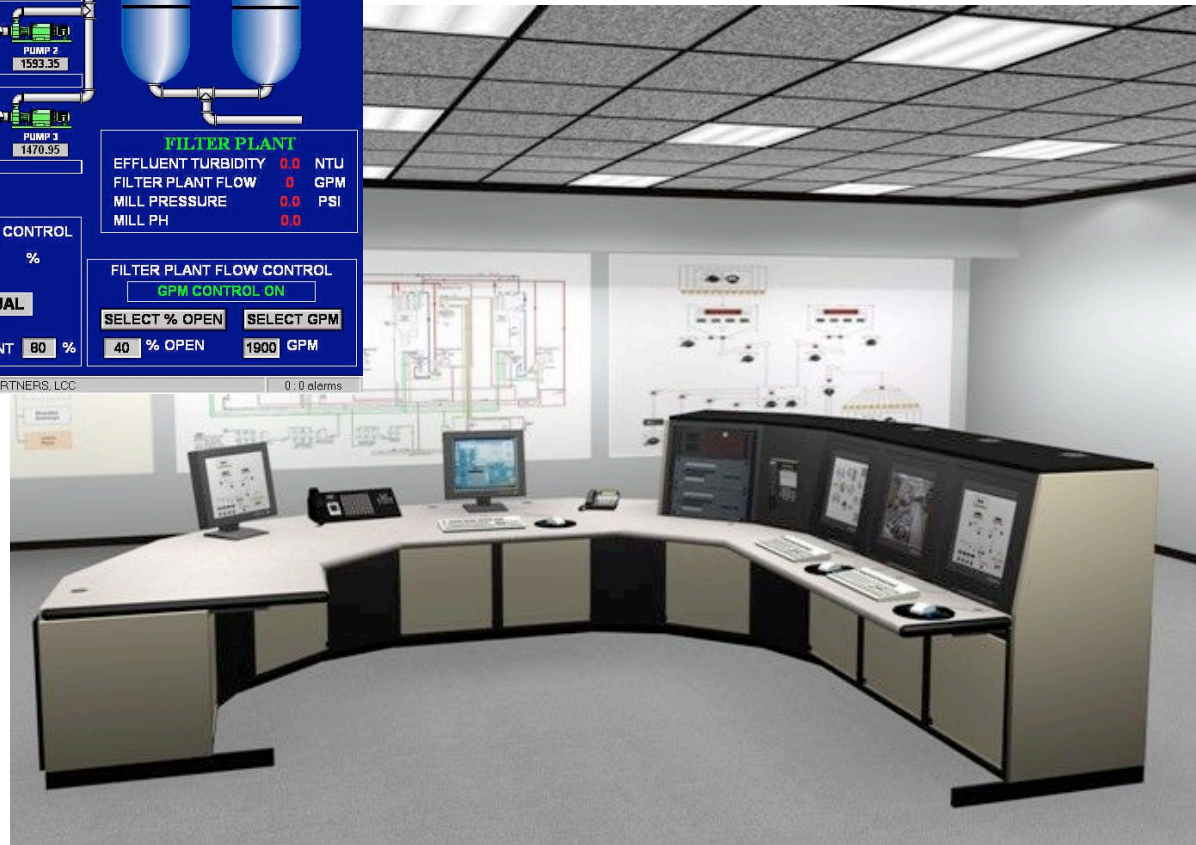 PUMP 2
1593.35
PUMP 3
1470.95
FILTER PLANT
EFFLUENT TURBIDITY 0.0 NTU
FILTER PLANT FLOW 0 GPM
MILL PRESSURE 0.0 PSI
MILL PH 0.0
CONTROL
%
UAL
NT 80 %
FILTER PLANT FLOW CONTROL
GPM CONTROL ON
SELECT % OPEN SELECT GPM
40 % OPEN 1900 GPM
RTNERS, LCC 0 : 0 alarms